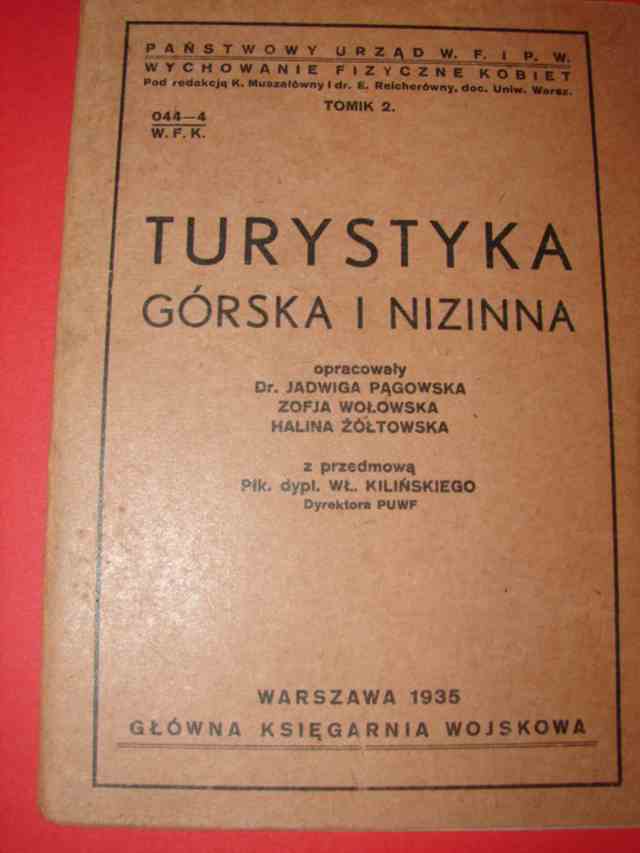 PAŃSTWOWY URZĄD W. F. I P. W.
WYCHOWANIE FIZYCZNE KOBIET
Pod redakcją K. Muszałówny i dr. E. Reicherówny, doc. Uniw. Warsz.
TOMIK 2.
044—4
W. F. K.
TURYSTYKA
GÓRSKA I NIZINNA
opracowały
Dr. JADWIGA PĄGOWSKA
ZOFJA WOŁOWSKA
HALINA ŻÓŁTOWSKA
z przedmową
Płk. dypl. WŁ. KILIŃSKIEGO
Dyrektora PUWF
WARSZAWA 1935
GŁÓWNA KSIĘGARNIA WOJSKOWA